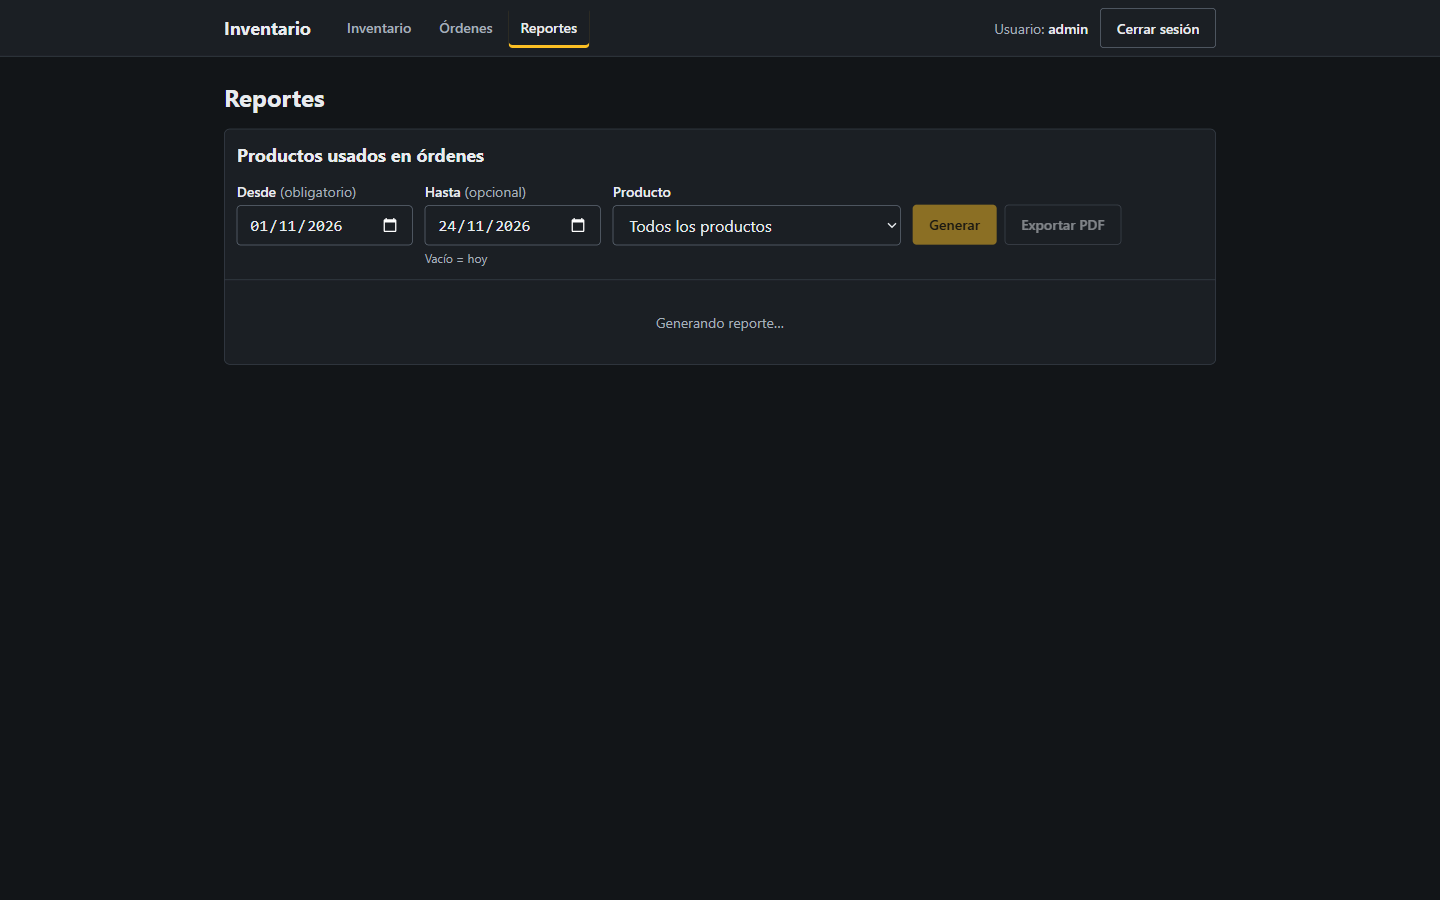 Inventario Inventario Órdenes Reportes Usuario: admin Cerrar sesión
Reportes
Productos usados en órdenes
Desde (obligatorio) Hasta (opcional) Producto
01/11/2026 24/11/2026 Todos los productos Generar Exportar PDF
Vacío = hoy
Generando reporte...